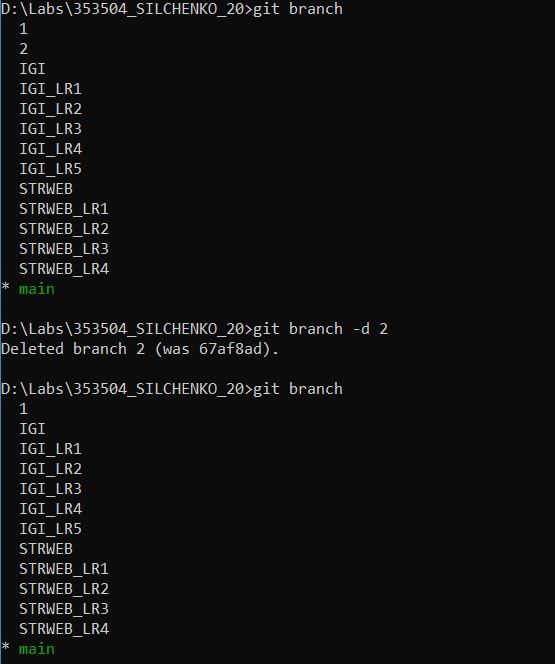 D:\Labs\353504_SILCHENKO_20>git branch
  1
  2
  IGI
  IGI_LR1
  IGI_LR2
  IGI_LR3
  IGI_LR4
  IGI_LR5
  STRWEB
  STRWEB_LR1
  STRWEB_LR2
  STRWEB_LR3
  STRWEB_LR4
* main

D:\Labs\353504_SILCHENKO_20>git branch -d 2
Deleted branch 2 (was 67af8ad).

D:\Labs\353504_SILCHENKO_20>git branch
  1
  IGI
  IGI_LR1
  IGI_LR2
  IGI_LR3
  IGI_LR4
  IGI_LR5
  STRWEB
  STRWEB_LR1
  STRWEB_LR2
  STRWEB_LR3
  STRWEB_LR4
* main